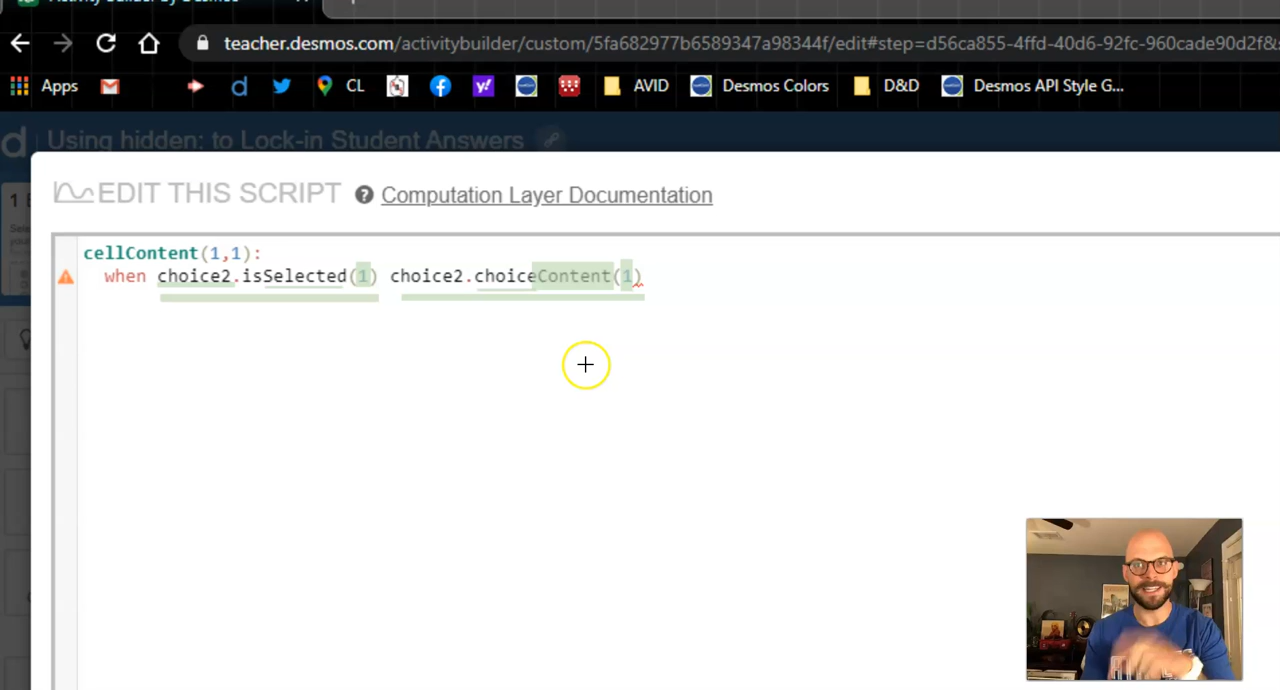 teacher.desmos.com/activitybuilder/custom/5fa682977b6589347a98344f/edit#step=d56ca855-4ffd-40d6-92fc-960cade90d2f&
Apps CL AVID Desmos Colors D&D Desmos API Style G...
Using hidden: to Lock-in Student Answers
EDIT THIS SCRIPT Computation Layer Documentation
cellContent(1,1):
when choice2.isSelected(1) choice2.choiceContent(1)